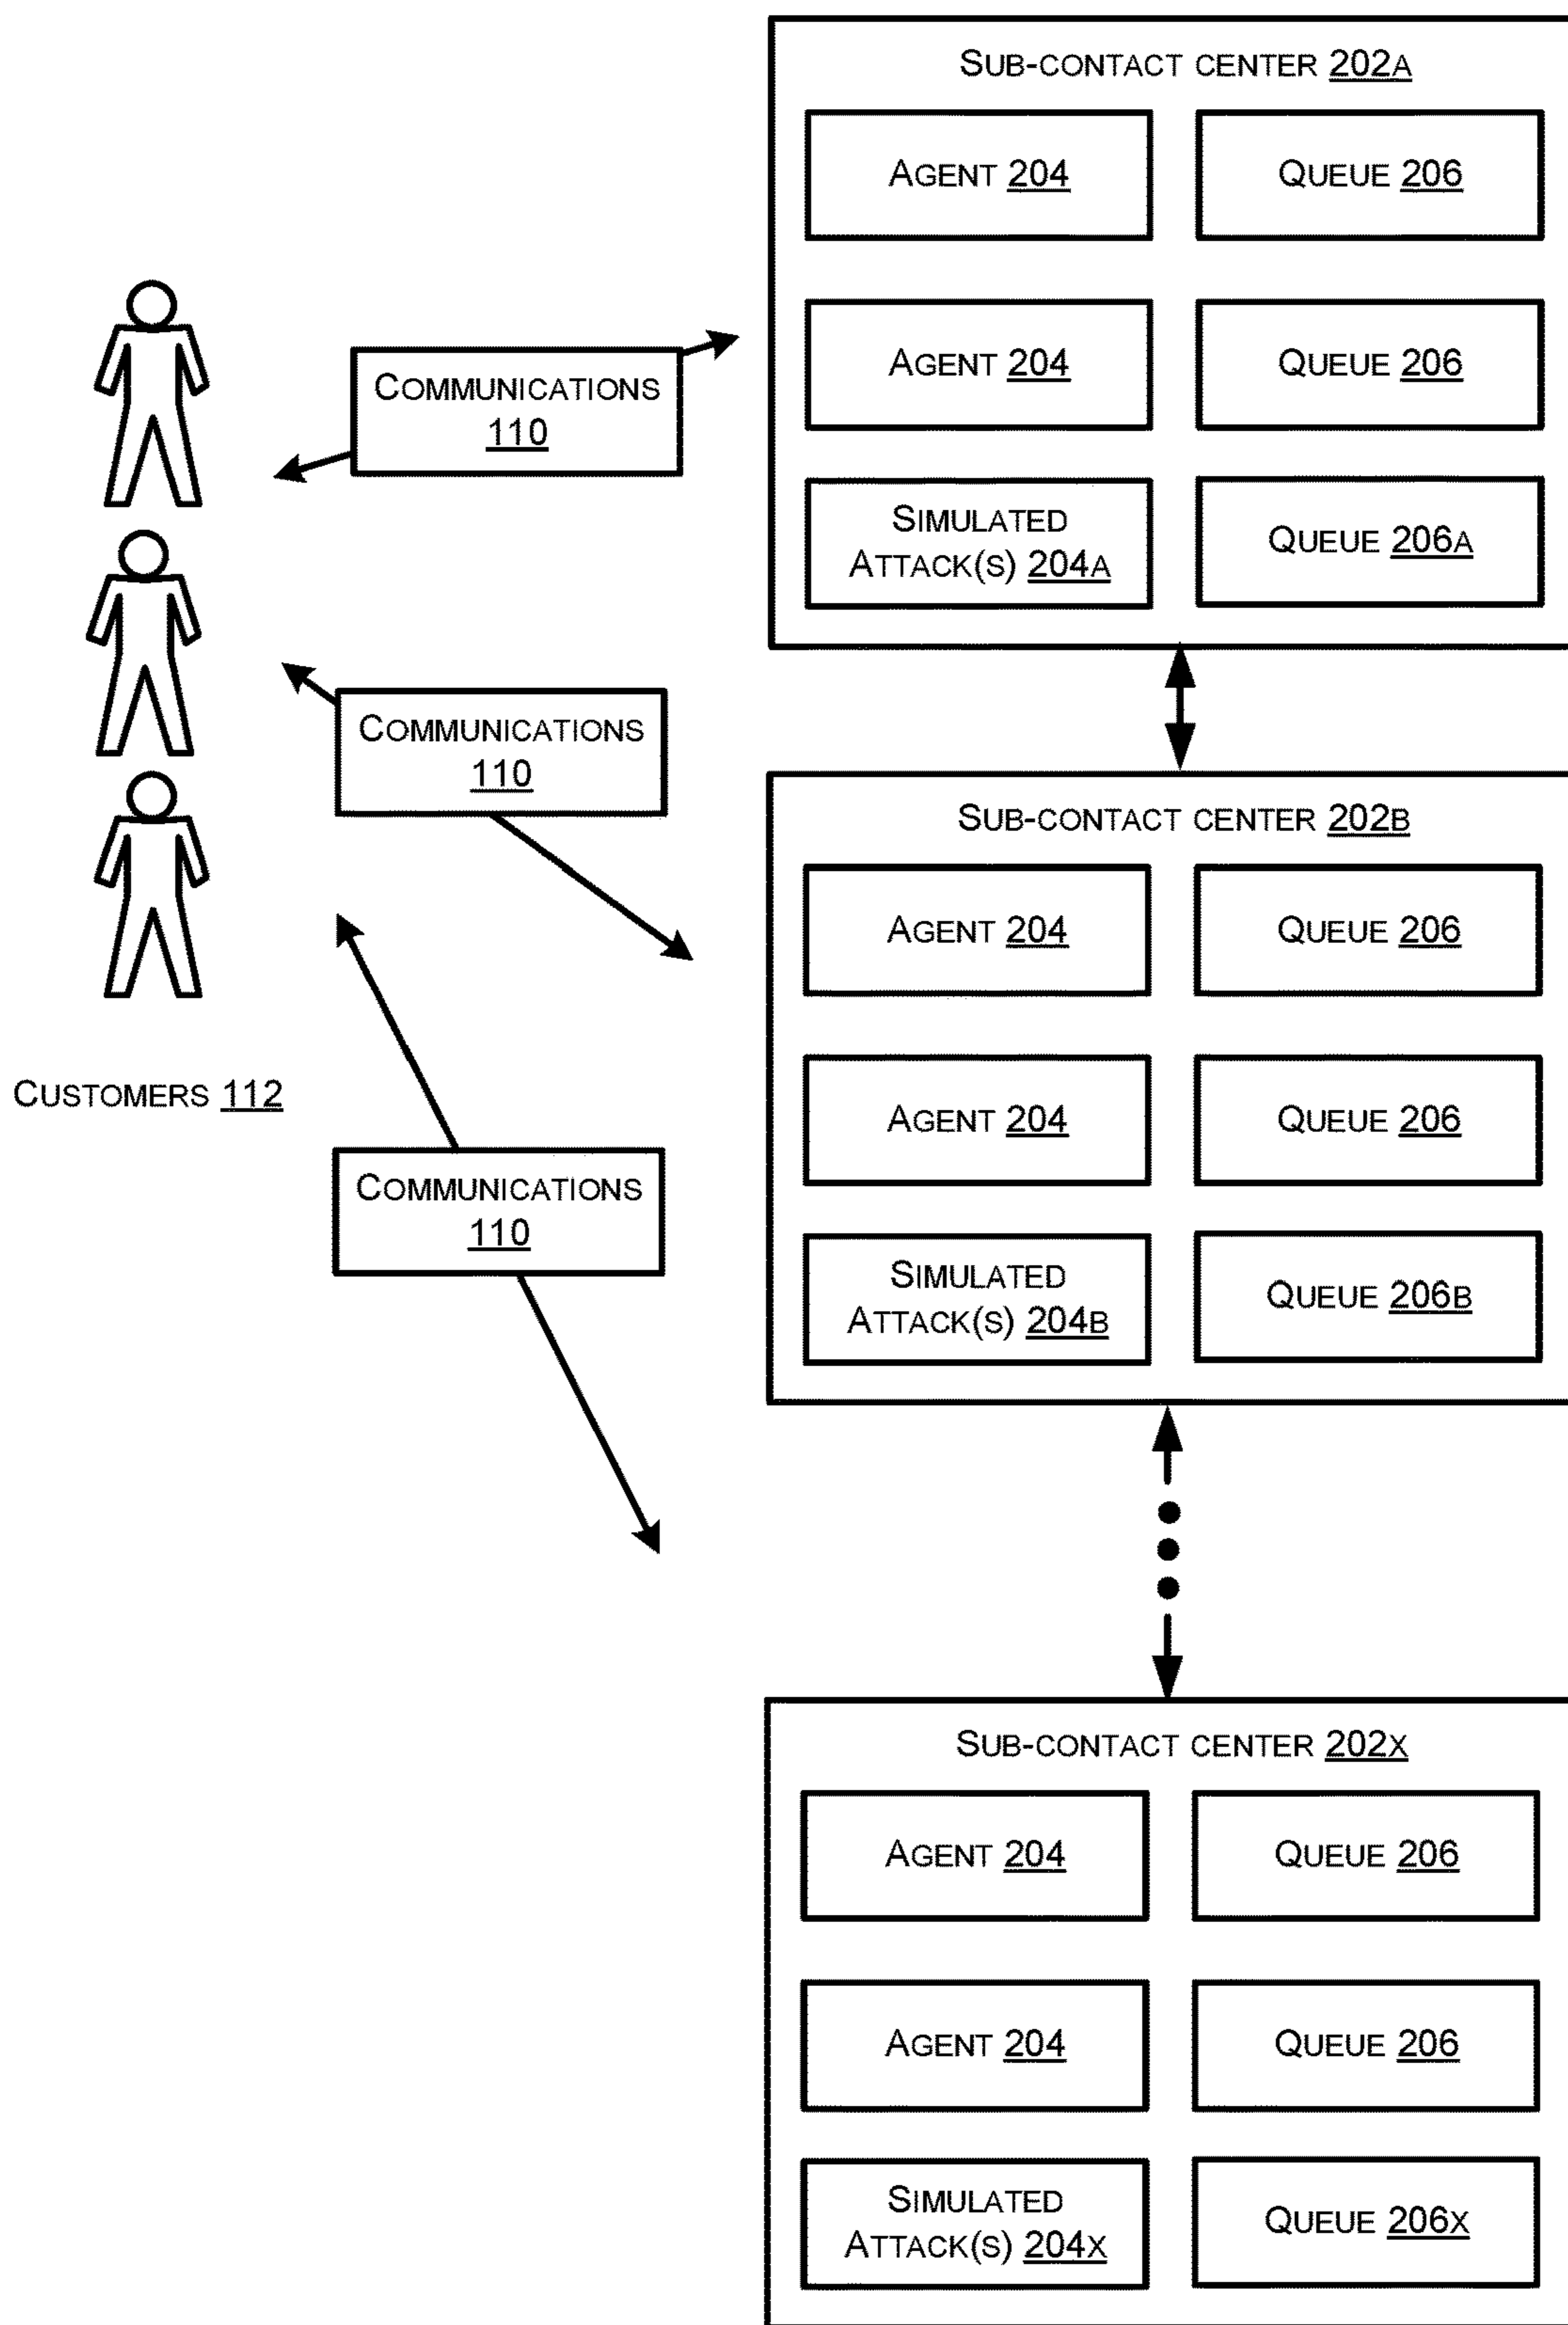 SUB-CONTACT CENTER 202A
AGENT 204
QUEUE 206
AGENT 204
QUEUE 206
SIMULATED
ATTACK(S) 204A
QUEUE 206A
COMMUNICATIONS
110
COMMUNICATIONS
110
CUSTOMERS 112
COMMUNICATIONS
110
SUB-CONTACT CENTER 202B
AGENT 204
QUEUE 206
AGENT 204
QUEUE 206
SIMULATED
ATTACK(S) 204B
QUEUE 206B
SUB-CONTACT CENTER 202X
AGENT 204
QUEUE 206
AGENT 204
QUEUE 206
SIMULATED
ATTACK(S) 204X
QUEUE 206X